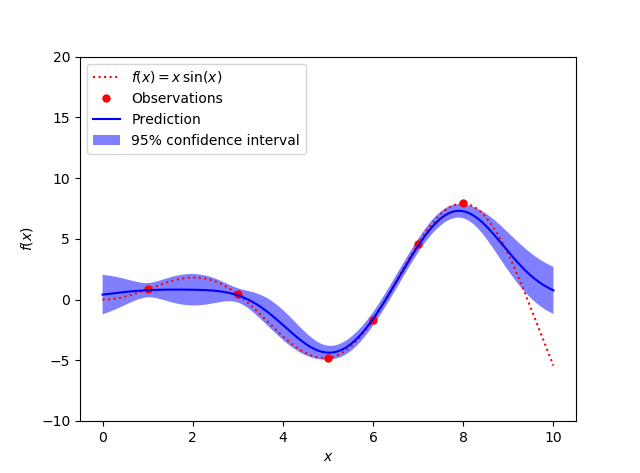 20
15
10
5
0
−5
−10
f(x) = x sin(x)
Observations
Prediction
95% confidence interval
f(x)
0
2
4
6
8
10
x